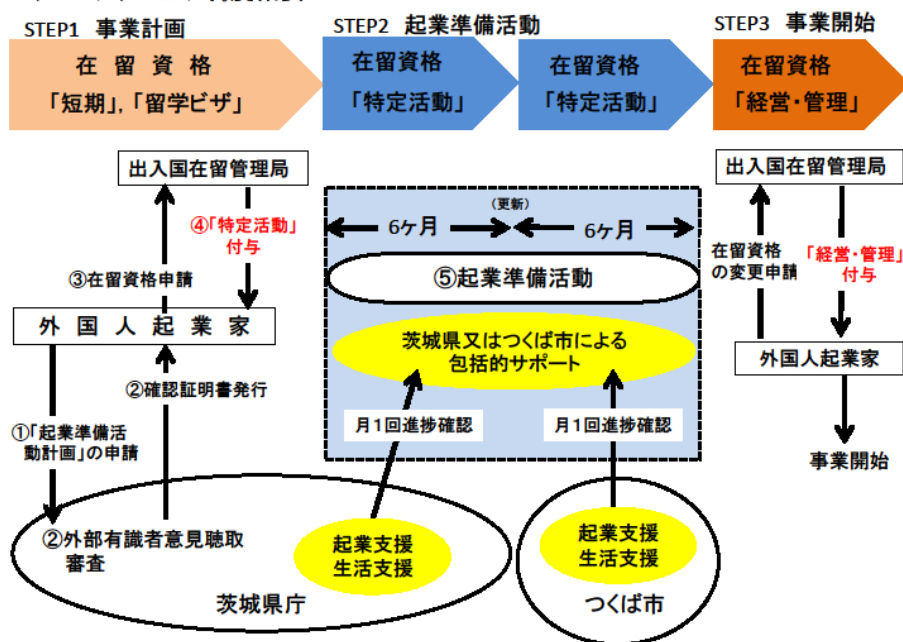 STEP1 事業計画
STEP2 起業準備活動
STEP3 事業開始
在 留 資 格
「短期」,「留学ビザ」
在留資格
「特定活動」
在留資格
「特定活動」
在留資格
「経営・管理」
出入国在留管理局
④「特定活動」
付与
③在留資格申請
外 国 人 起 業 家
②確認証明書発行
①「起業準備活
動計画」の申請
②外部有識者意見聴取
審査
起業支援
生活支援
茨城県庁
(更新)
6ヶ月
6ヶ月
⑤起業準備活動
茨城県又はつくば市による
包括的サポート
月1回進捗確認
月1回進捗確認
起業支援
生活支援
つくば市
出入国在留管理局
在留資格
の変更申請
「経営・管理」
付与
外国人起業家
事業開始